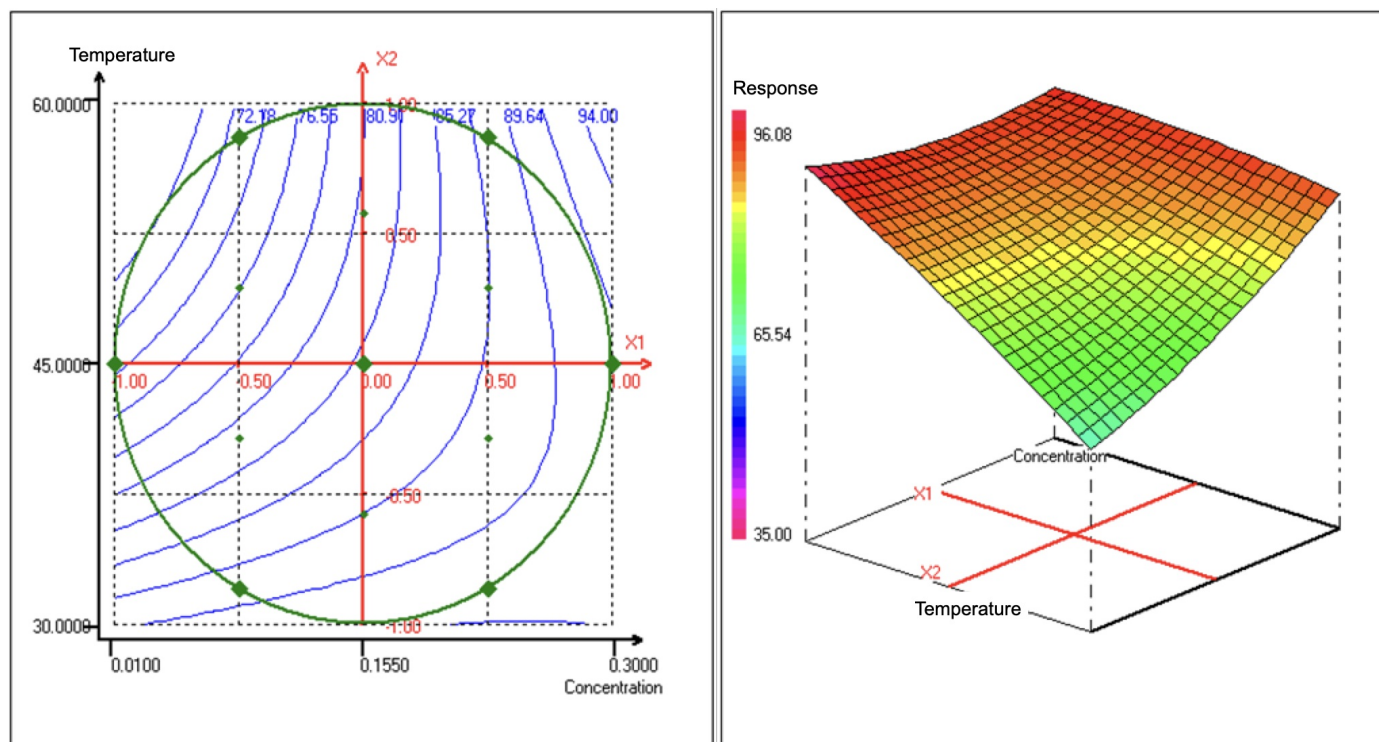 Temperature
X2
60.0000
1.00
72.18 76.55 80.91 85.27 89.64 94.00
0.50
X1
45.0000
1.00 0.50 0.00 0.50 1.00
0.50
30.0000
1.00
0.0100 0.1550 0.3000
Concentration
Response
96.08
65.54
35.00
Concentration
X1
X2
Temperature